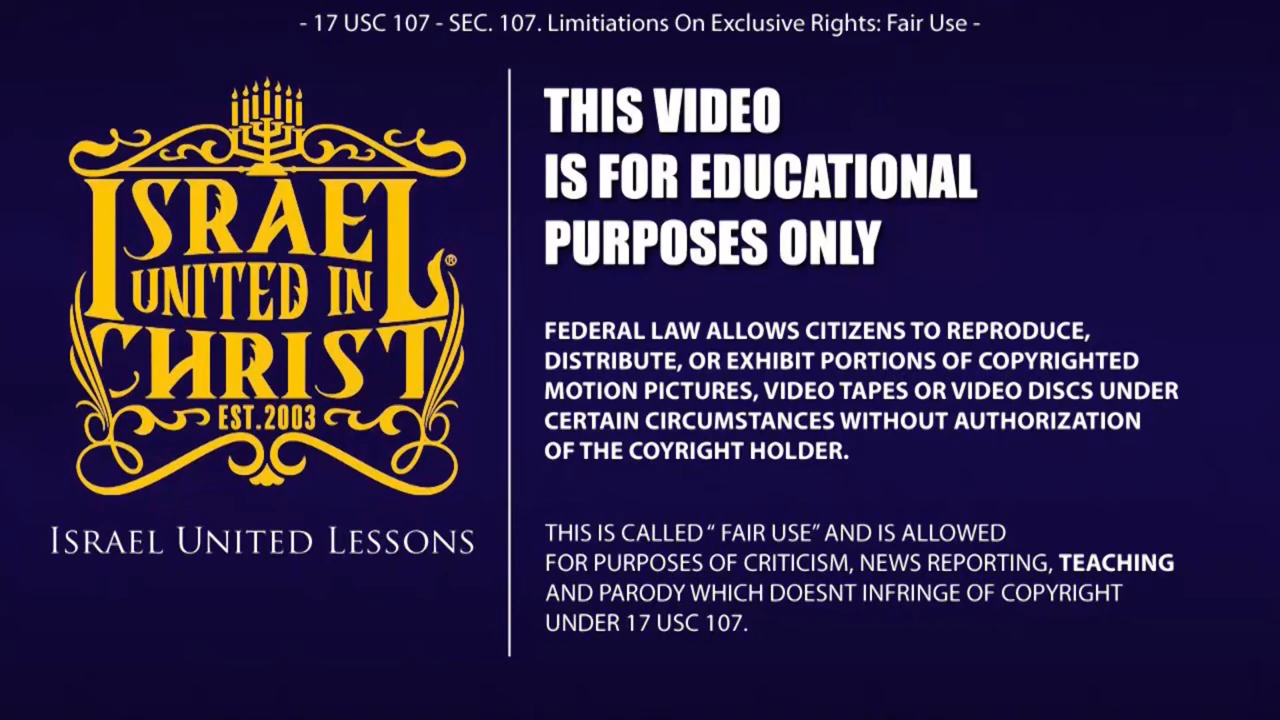 - 17 USC 107 - SEC. 107. Limitiations On Exclusive Rights: Fair Use -
ISRAEL
UNITED IN
CHRIST
EST.2003
®
ISRAEL UNITED LESSONS
THIS VIDEO
IS FOR EDUCATIONAL
PURPOSES ONLY
FEDERAL LAW ALLOWS CITIZENS TO REPRODUCE,
DISTRIBUTE, OR EXHIBIT PORTIONS OF COPYRIGHTED
MOTION PICTURES, VIDEO TAPES OR VIDEO DISCS UNDER
CERTAIN CIRCUMSTANCES WITHOUT AUTHORIZATION
OF THE COYRIGHT HOLDER.
THIS IS CALLED “ FAIR USE” AND IS ALLOWED
FOR PURPOSES OF CRITICISM, NEWS REPORTING, TEACHING
AND PARODY WHICH DOESNT INFRINGE OF COPYRIGHT
UNDER 17 USC 107.